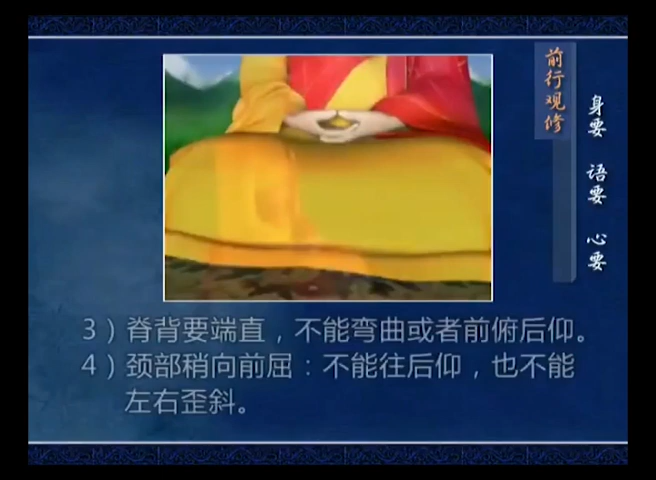 前行观修
身要 语要 心要
3）脊背要端直，不能弯曲或者前俯后仰。
4）颈部稍向前屈：不能往后仰，也不能
左右歪斜。